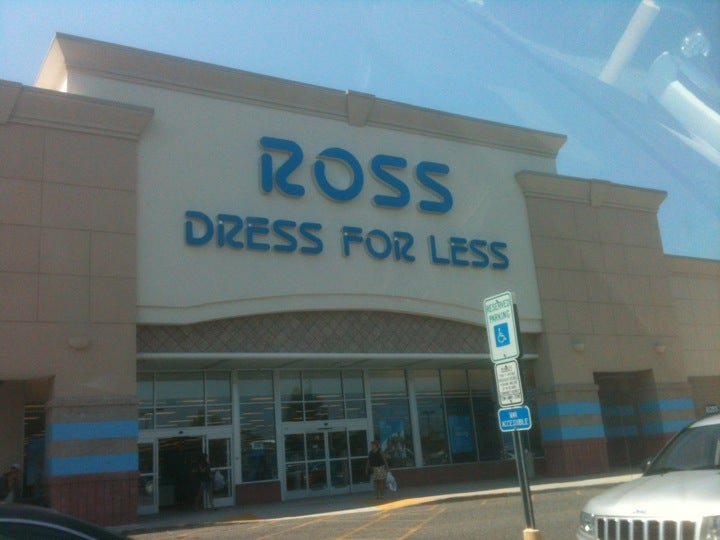 ROSS
DRESS FOR LESS
RESERVED
PARKING
VAN
ACCESSIBLE